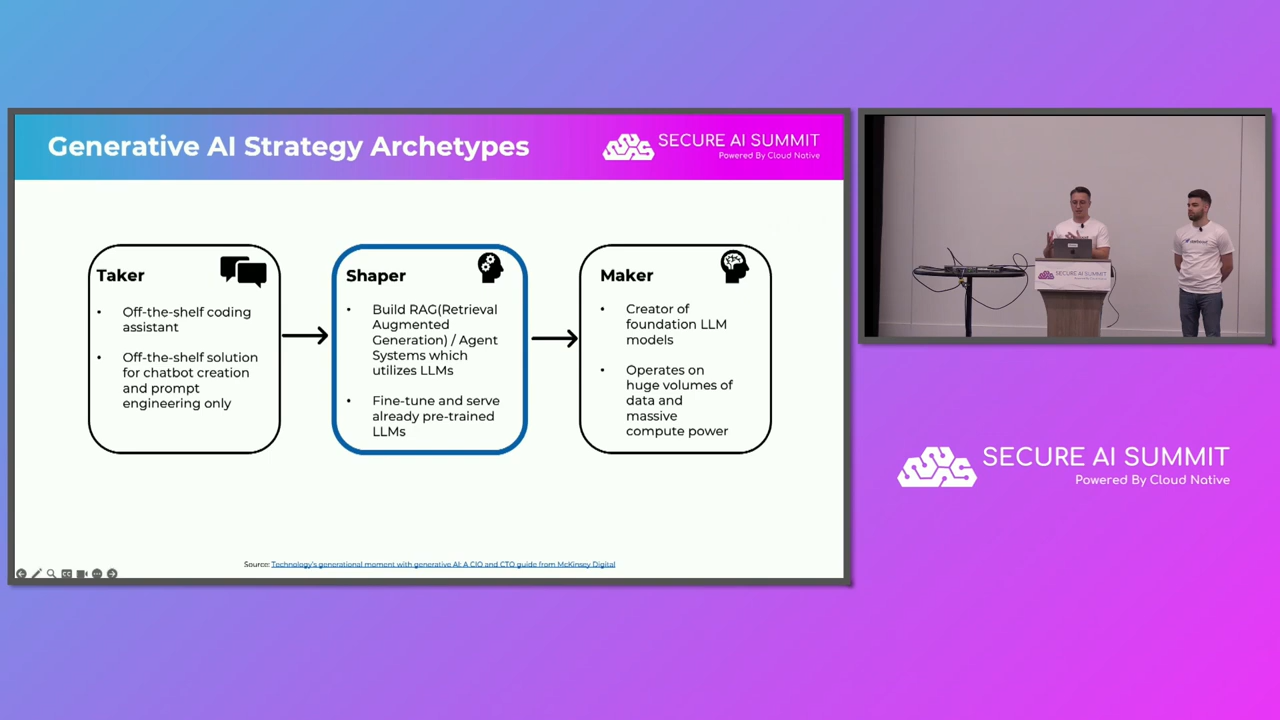 Generative AI Strategy Archetypes
SECURE AI SUMMIT
Powered By Cloud Native
Taker
• Off-the-shelf coding
assistant
• Off-the-shelf solution
for chatbot creation
and prompt
engineering only
Shaper
• Build RAG(Retrieval
Augmented
Generation) / Agent
Systems which
utilizes LLMs
• Fine-tune and serve
already pre-trained
LLMs
Maker
• Creator of
foundation LLM
models
• Operates on
huge volumes of
data and
massive
compute power
Source: Technology's generational moment with generative AI: A CIO and CTO guide from McKinsey Digital
SECURE AI SUMMIT
SECURE AI SUMMIT
Powered By Cloud Native